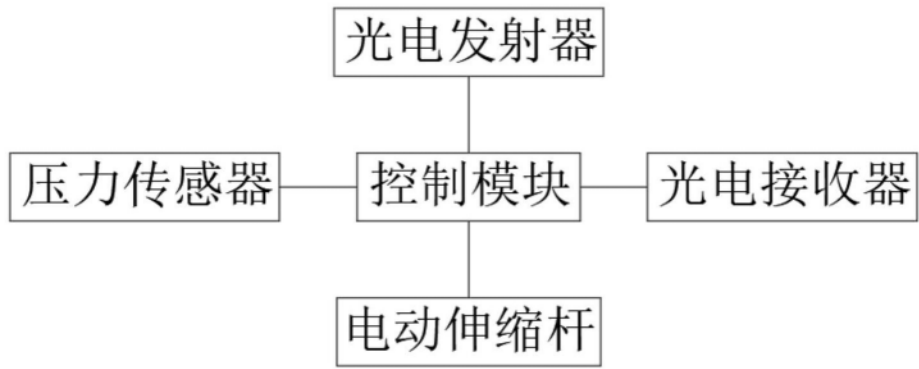 光电发射器
压力传感器
控制模块
光电接收器
电动伸缩杆